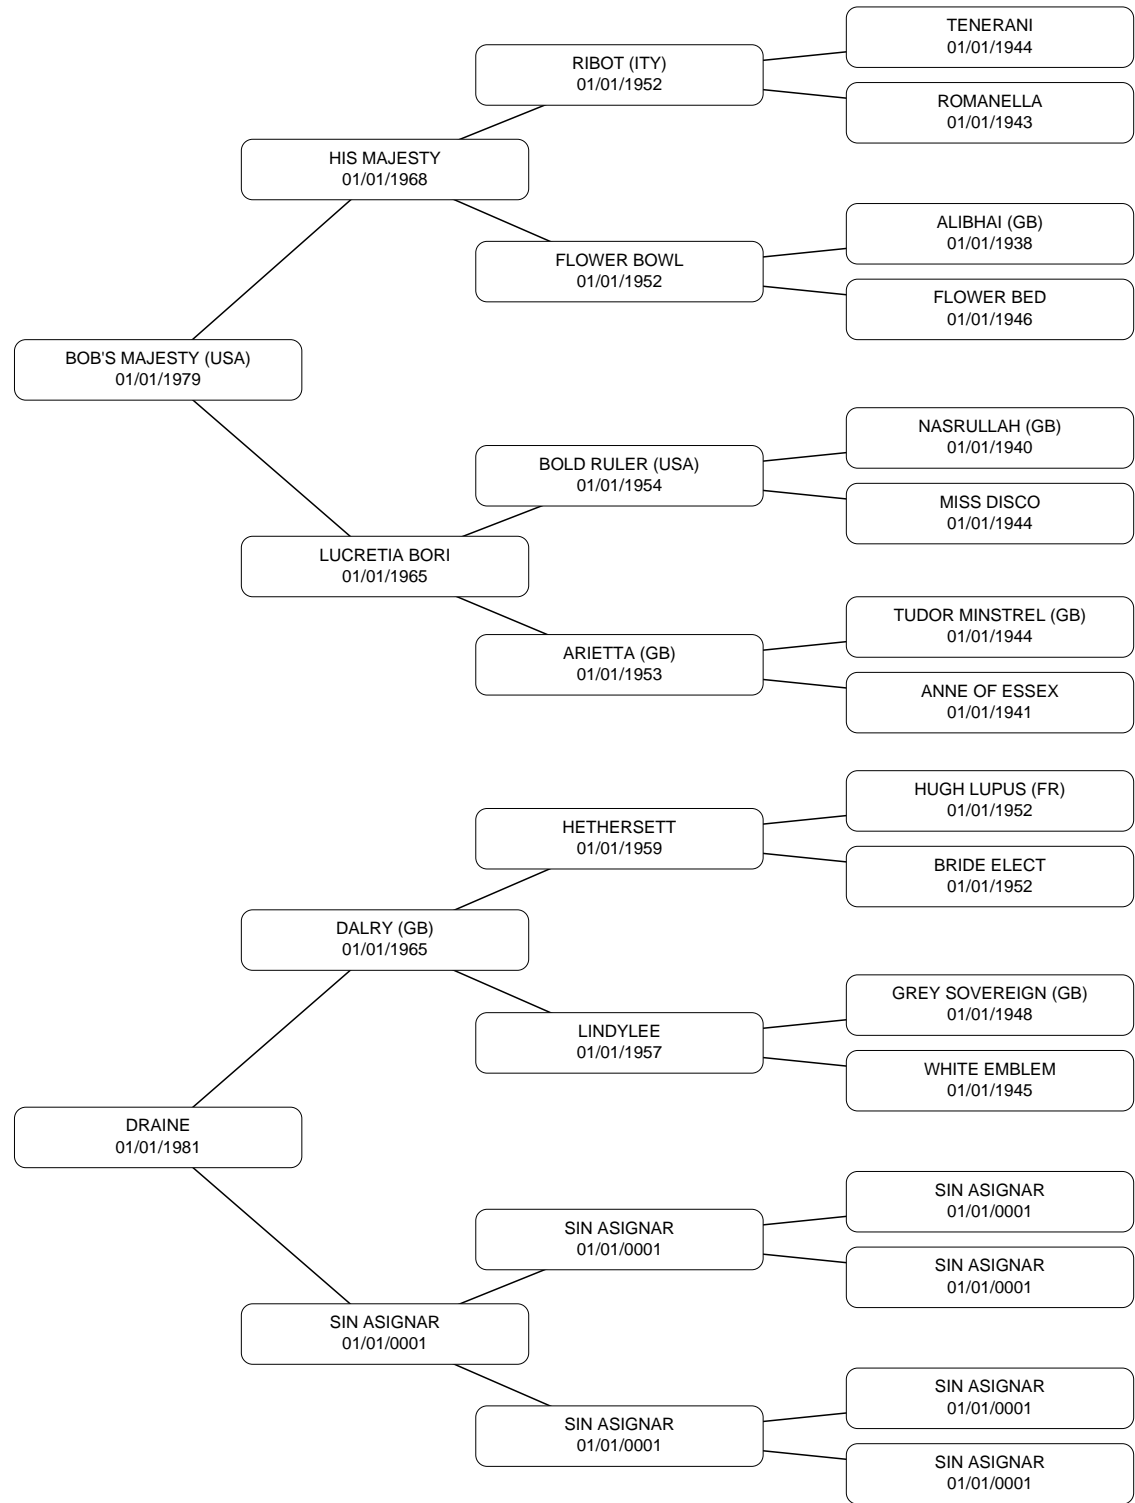 TENERANI
01/01/1944
RIBOT (ITY)
01/01/1952
ROMANELLA
01/01/1943
HIS MAJESTY
01/01/1968
ALIBHAI (GB)
01/01/1938
FLOWER BOWL
01/01/1952
FLOWER BED
01/01/1946
BOB'S MAJESTY (USA)
01/01/1979
NASRULLAH (GB)
01/01/1940
BOLD RULER (USA)
01/01/1954
MISS DISCO
01/01/1944
LUCRETIA BORI
01/01/1965
TUDOR MINSTREL (GB)
01/01/1944
ARIETTA (GB)
01/01/1953
ANNE OF ESSEX
01/01/1941
HUGH LUPUS (FR)
01/01/1952
HETHERSETT
01/01/1959
BRIDE ELECT
01/01/1952
DALRY (GB)
01/01/1965
GREY SOVEREIGN (GB)
01/01/1948
LINDYLEE
01/01/1957
WHITE EMBLEM
01/01/1945
DRAINE
01/01/1981
SIN ASIGNAR
01/01/0001
SIN ASIGNAR
01/01/0001
SIN ASIGNAR
01/01/0001
SIN ASIGNAR
01/01/0001
SIN ASIGNAR
01/01/0001
SIN ASIGNAR
01/01/0001
SIN ASIGNAR
01/01/0001